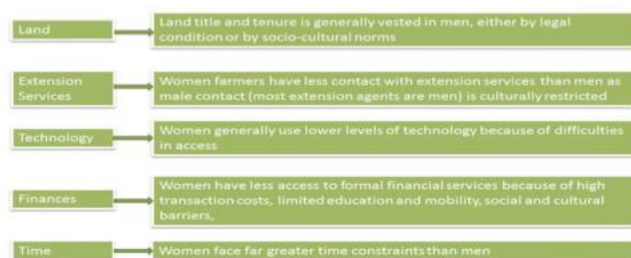 Land
Land title and tenure is generally vested in men, either by legal
condition or by socio-cultural norms
Extension
Services
Women farmers have less contact with extension services than men as
male contact (most extension agents are men) is culturally restricted
Technology
Women generally use lower levels of technology because of difficulties
in access
Finances
Women have less access to formal financial services because of high
transaction costs, limited education and mobility, social and cultural
barriers,
Time
Women face far greater time constraints than men